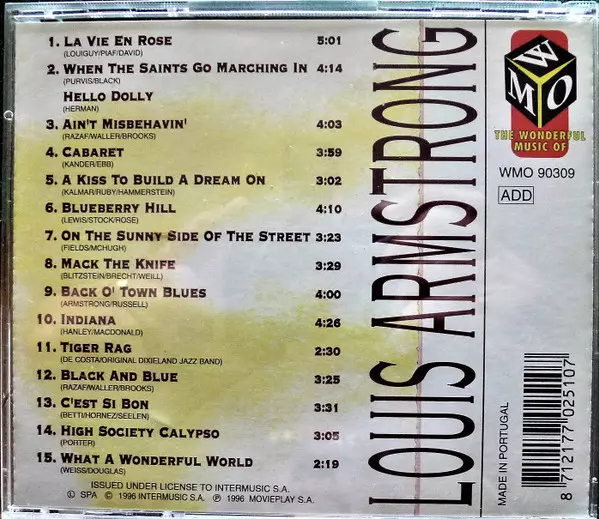 1. LA VIE EN ROSE 5:01
(LOUIGUY/PIAF/DAVID)
2. WHEN THE SAINTS GO MARCHING IN 4:14
(PURVIS/BLACK)
HELLO DOLLY
(HERMAN)
3. AIN'T MISBEHAVIN' 4:03
(RAZAF/WALLER/BROOKS)
4. CABARET 3:59
(KANDER/EBB)
5. A KISS TO BUILD A DREAM ON 3:02
(KALMAR/RUBY/HAMMERSTEIN)
6. BLUEBERRY HILL 4:10
(LEWIS/STOCK/ROSE)
7. ON THE SUNNY SIDE OF THE STREET 3:23
(FIELDS/MCHUGH)
8. MACK THE KNIFE 3:29
(BLITZSTEIN/BRECHT/WEILL)
9. BACK O' TOWN BLUES 4:00
(ARMSTRONG/RUSSELL)
10. INDIANA 4:26
(HANLEY/MACDONALD)
11. TIGER RAG 2:30
(DE COSTA/ORIGINAL DIXIELAND JAZZ BAND)
12. BLACK AND BLUE 3:25
(RAZAF/WALLER/BROOKS)
13. C'EST SI BON 3:31
(BETTI/HORNEZ/SEELEN)
14. HIGH SOCIETY CALYPSO 3:05
(PORTER)
15. WHAT A WONDERFUL WORLD 2:19
(WEISS/DOUGLAS)
ISSUED UNDER LICENSE TO INTERMUSIC S.A.
Ⓛ SPA © 1996 INTERMUSIC S.A. ℗ 1996 MOVIEPLAY S.A.
LOUIS ARMSTRONG
WMO
THE WONDERFUL
MUSIC OF
WMO 90309
ADD
MADE IN PORTUGAL
8 712177 025107